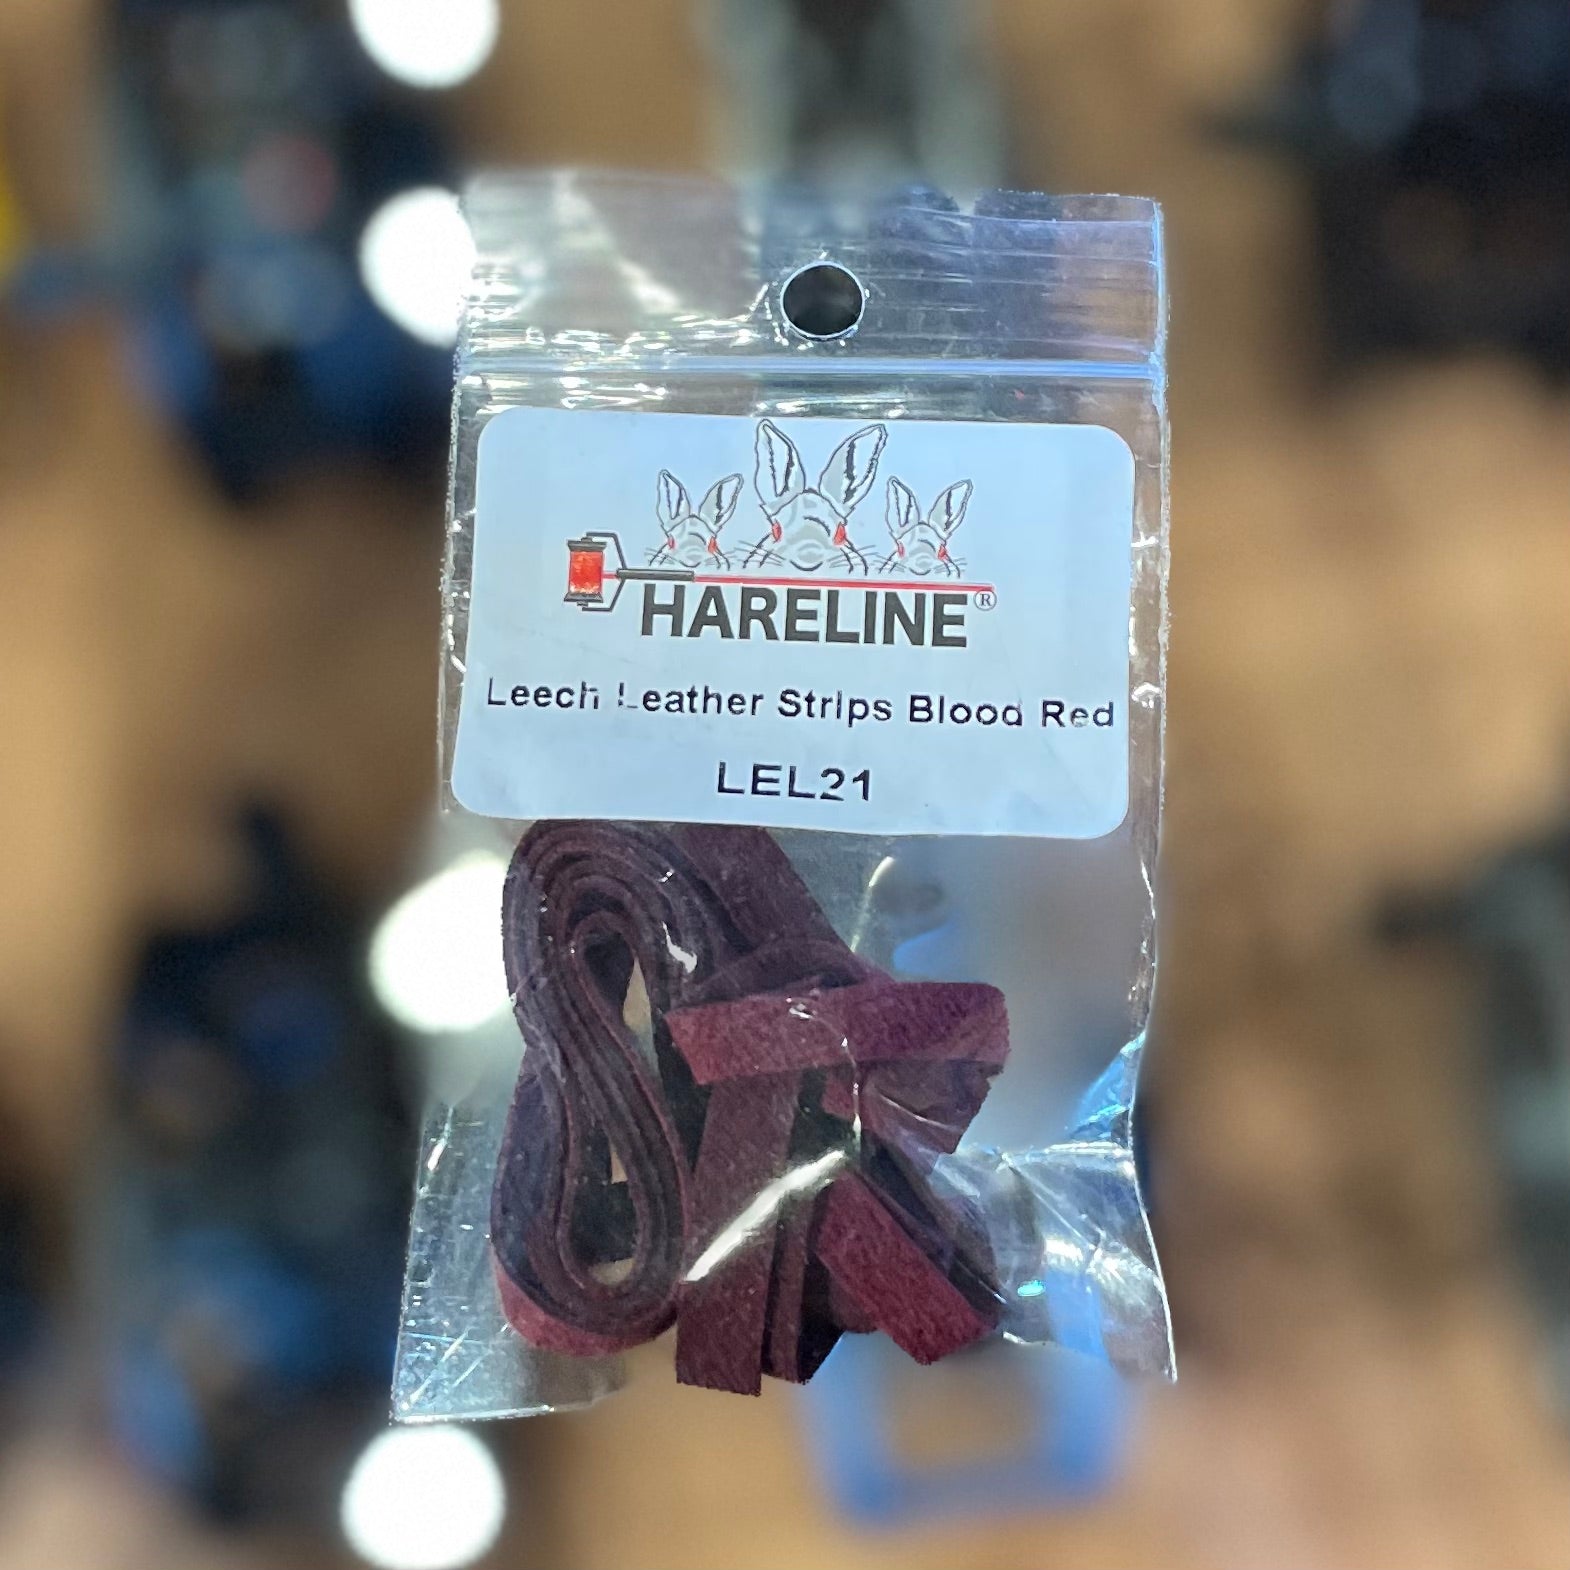 HARELINE®
Leech Leather Strips Blood Red
LEL21